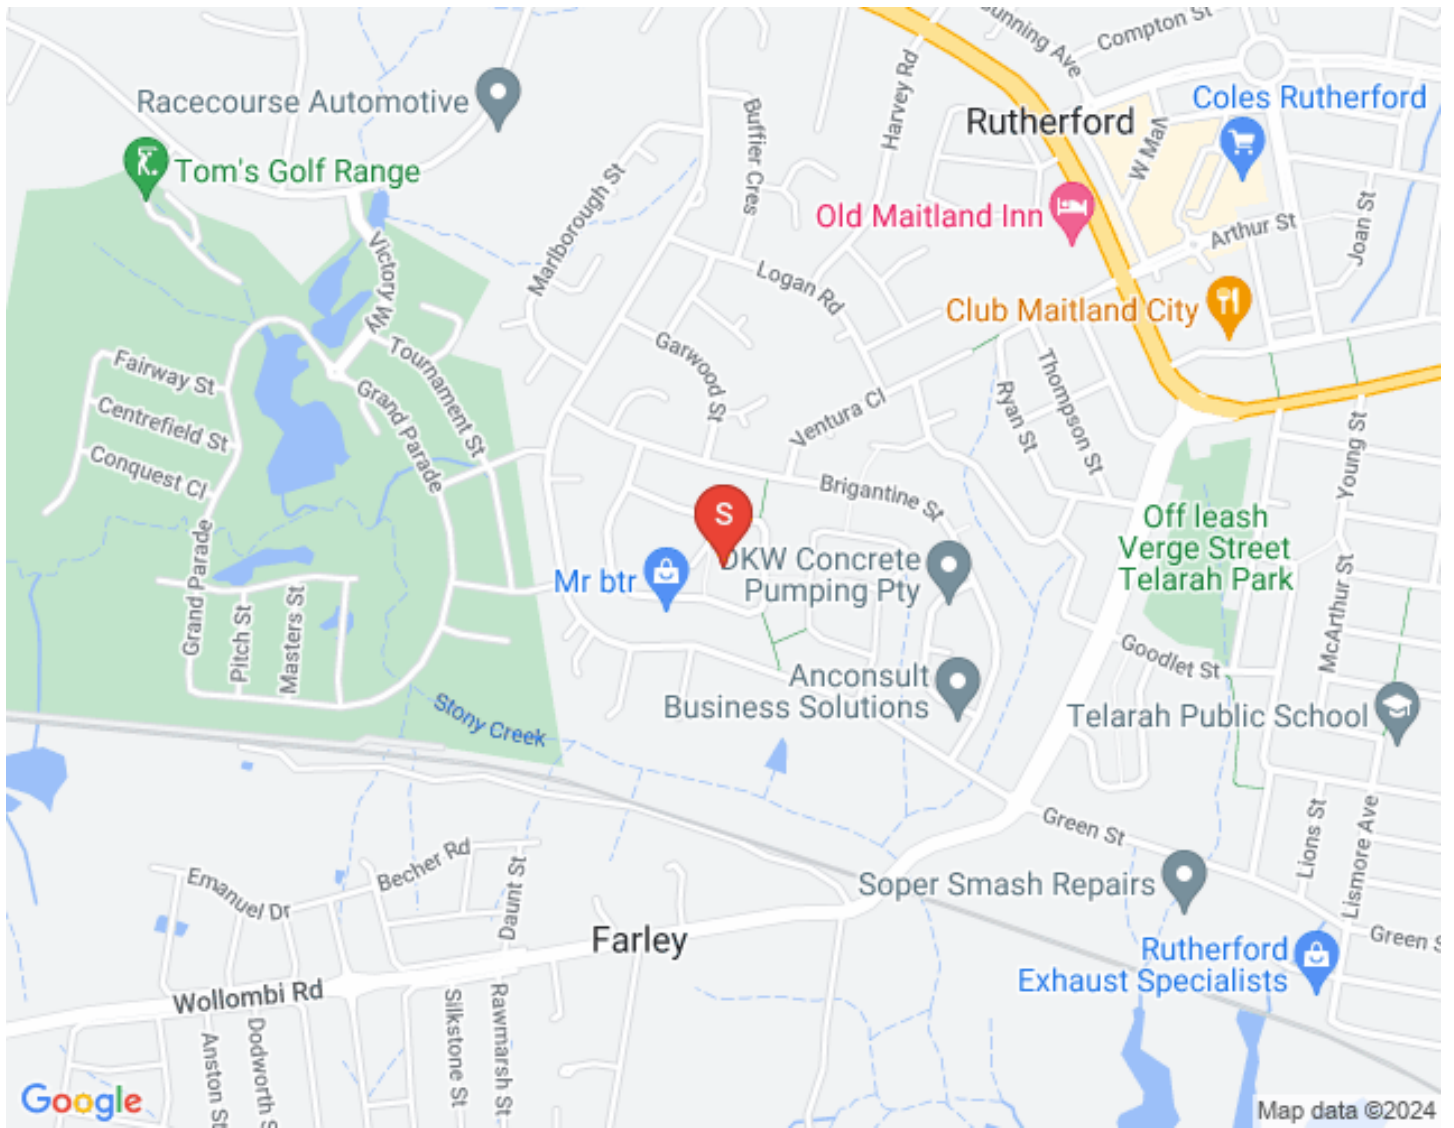 Gunning Ave
Compton St
Racecourse Automotive
Harvey Rd
Coles Rutherford
Rutherford
Buffier Cres
W Mall
Tom's Golf Range
Marlborough St
Old Maitland Inn
Arthur St
Joan St
Victory Wy
Logan Rd
Club Maitland City
Garwood St
Tournament St
Fairway St
Grand Parade
Centrefield St
Conquest Cl
Ventura Cl
Ryan St
Thompson St
Young St
Brigantine St
S
Off leash
Verge Street
Telarah Park
DKW Concrete
Pumping Pty
Mr btr
Grand Parade
Pitch St
Masters St
McArthur St
Goodlet St
Anconsult
Business Solutions
Stony Creek
Telarah Public School
Green St
Lions St
Lismore Ave
Becher Rd
Emanuel Dr
Daunt St
Soper Smash Repairs
Farley
Green S
Rutherford
Exhaust Specialists
Wollombi Rd
Anston St
Dodworth S
Silkstone St
Rawmarsh St
Google
Map data ©2024